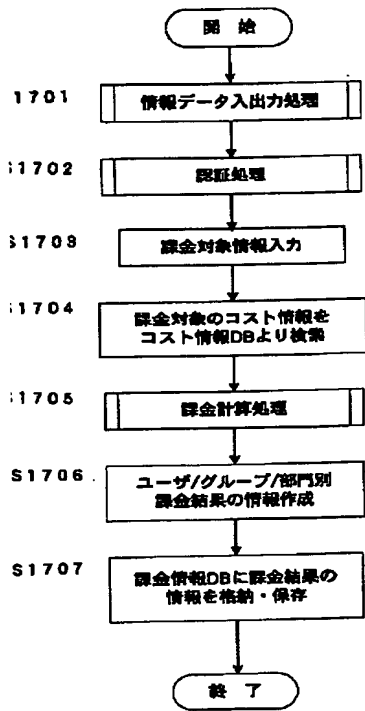 開 始
1701
情報データ入出力処理
S1702
認証処理
S1703
課金対象情報入力
S1704
課金対象のコスト情報を
コスト情報DBより検索
S1705
課金計算処理
S1706
ユーザ/グループ/部門別
課金結果の情報作成
S1707
課金情報DBに課金結果の
情報を格納・保存
終 了